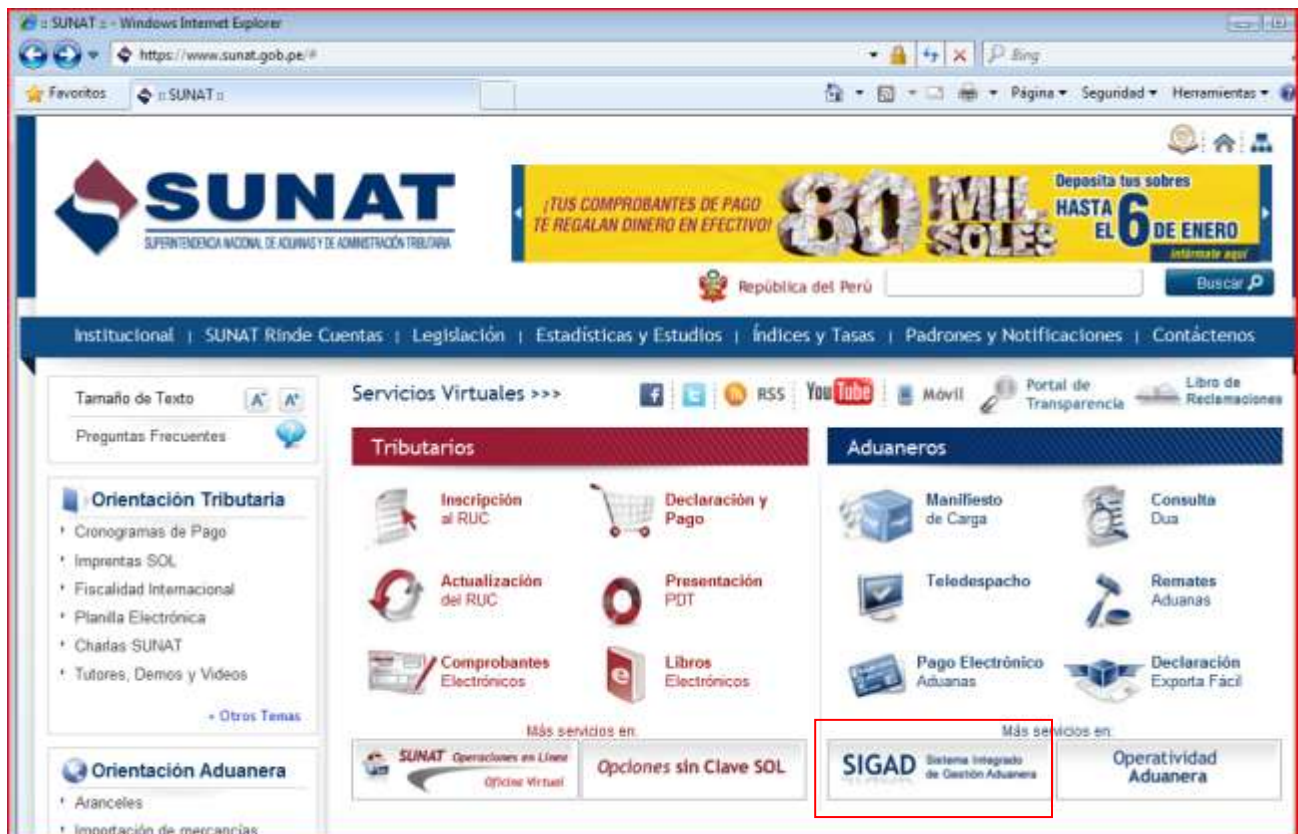 :: SUNAT :: - Windows Internet Explorer
https://www.sunat.gob.pe/#
Bing
Favoritos
:: SUNAT ::
Página
Seguridad
Herramientas
SUNAT
SUPERINTENDENCIA NACIONAL DE ADUANAS Y DE ADMINISTRACIÓN TRIBUTARIA
¡TUS COMPROBANTES DE PAGO
TE REGALAN DINERO EN EFECTIVO!
80 MIL
SOLES
Deposita tus sobres
HASTA
EL 6 DE ENERO
infórmate aquí
República del Perú
Buscar
Institucional | SUNAT Rinde Cuentas | Legislación | Estadísticas y Estudios | Índices y Tasas | Padrones y Notificaciones | Contáctenos
Tamaño de Texto
A-
A+
Preguntas Frecuentes
Servicios Virtuales >>>
RSS
YouTube
Móvil
Portal de
Transparencia
Libro de
Reclamaciones
Orientación Tributaria
Cronogramas de Pago
Imprentas SOL
Fiscalidad Internacional
Planilla Electrónica
Charlas SUNAT
Tutores, Demos y Videos
+ Otros Temas
Orientación Aduanera
Aranceles
Importación de mercancías
Tributarios
Inscripción
al RUC
Declaración y
Pago
Actualización
del RUC
Presentación
PDT
Comprobantes
Electrónicos
Libros
Electrónicos
Más servicios en:
SUNAT Operaciones en Línea
Oficina Virtual
Opciones sin Clave SOL
Aduaneros
Manifiesto
de Carga
Consulta
Dua
Teledespacho
Remates
Aduanas
Pago Electrónico
Aduanas
Declaración
Exporta Fácil
Más servicios en:
SIGAD Sistema Integrado
de Gestión Aduanera
Operatividad
Aduanera